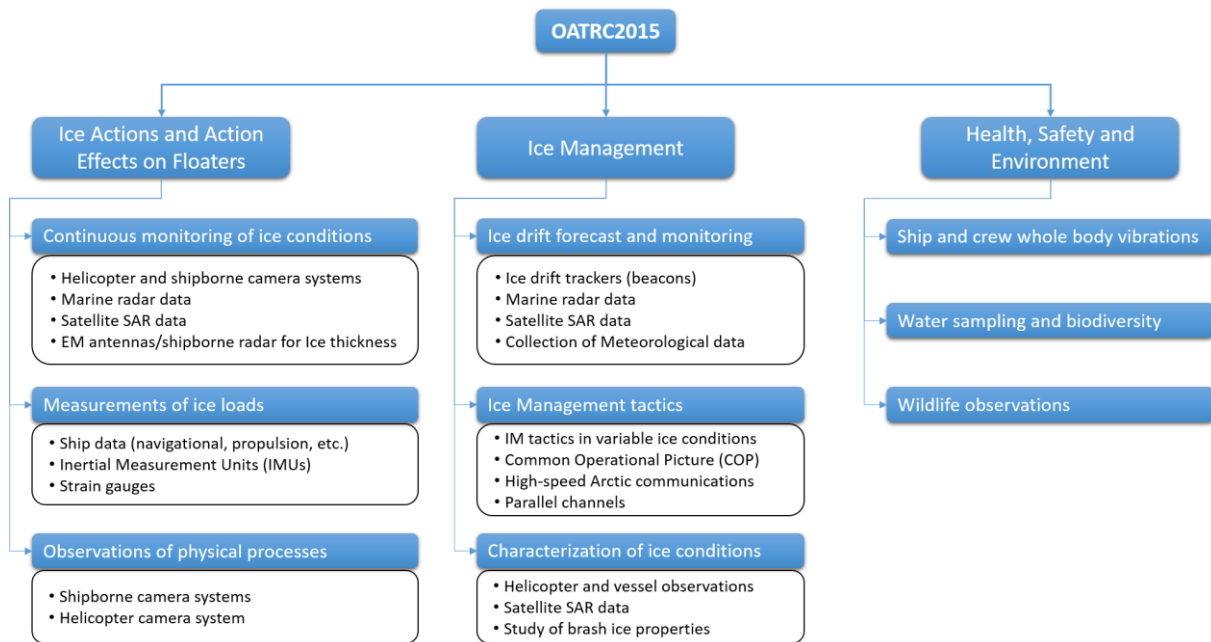 OATRC2015
Ice Actions and Action
Effects on Floaters
Continuous monitoring of ice conditions
• Helicopter and shipborne camera systems
• Marine radar data
• Satellite SAR data
• EM antennas/shipborne radar for Ice thickness
Measurements of ice loads
• Ship data (navigational, propulsion, etc.)
• Inertial Measurement Units (IMUs)
• Strain gauges
Observations of physical processes
• Shipborne camera systems
• Helicopter camera system
Ice Management
Ice drift forecast and monitoring
• Ice drift trackers (beacons)
• Marine radar data
• Satellite SAR data
• Collection of Meteorological data
Ice Management tactics
• IM tactics in variable ice conditions
• Common Operational Picture (COP)
• High-speed Arctic communications
• Parallel channels
Characterization of ice conditions
• Helicopter and vessel observations
• Satellite SAR data
• Study of brash ice properties
Health, Safety and
Environment
Ship and crew whole body vibrations
Water sampling and biodiversity
Wildlife observations